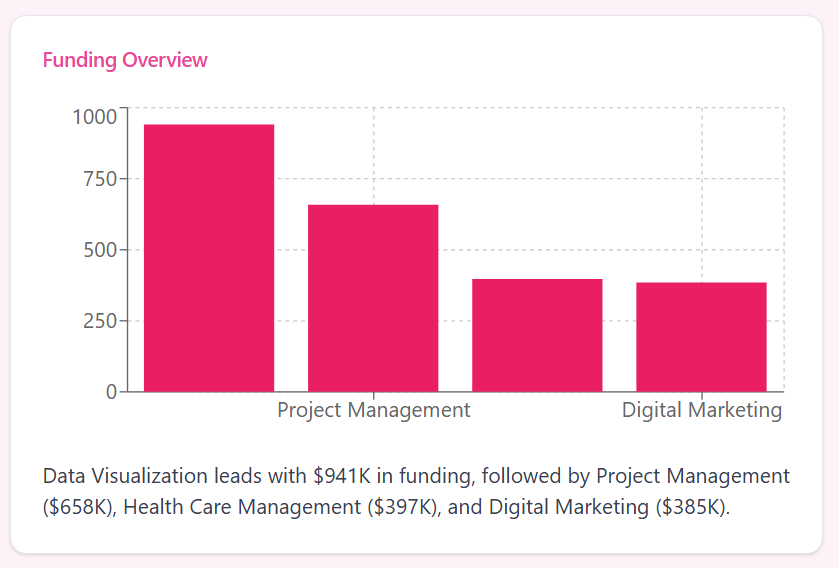 Funding Overview
1000
750
500
250
0
Project Management
Digital Marketing
Data Visualization leads with $941K in funding, followed by Project Management
($658K), Health Care Management ($397K), and Digital Marketing ($385K).